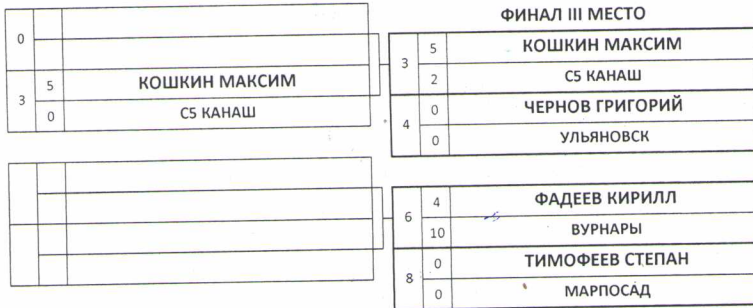 ФИНАЛ III МЕСТО
0
3
5
КОШКИН МАКСИМ
0
С5 КАНАШ
3
5
КОШКИН МАКСИМ
2
С5 КАНАШ
4
0
ЧЕРНОВ ГРИГОРИЙ
0
УЛЬЯНОВСК
6
4
ФАДЕЕВ КИРИЛЛ
10
ВУРНАРЫ
8
0
ТИМОФЕЕВ СТЕПАН
0
МАРПОСАД